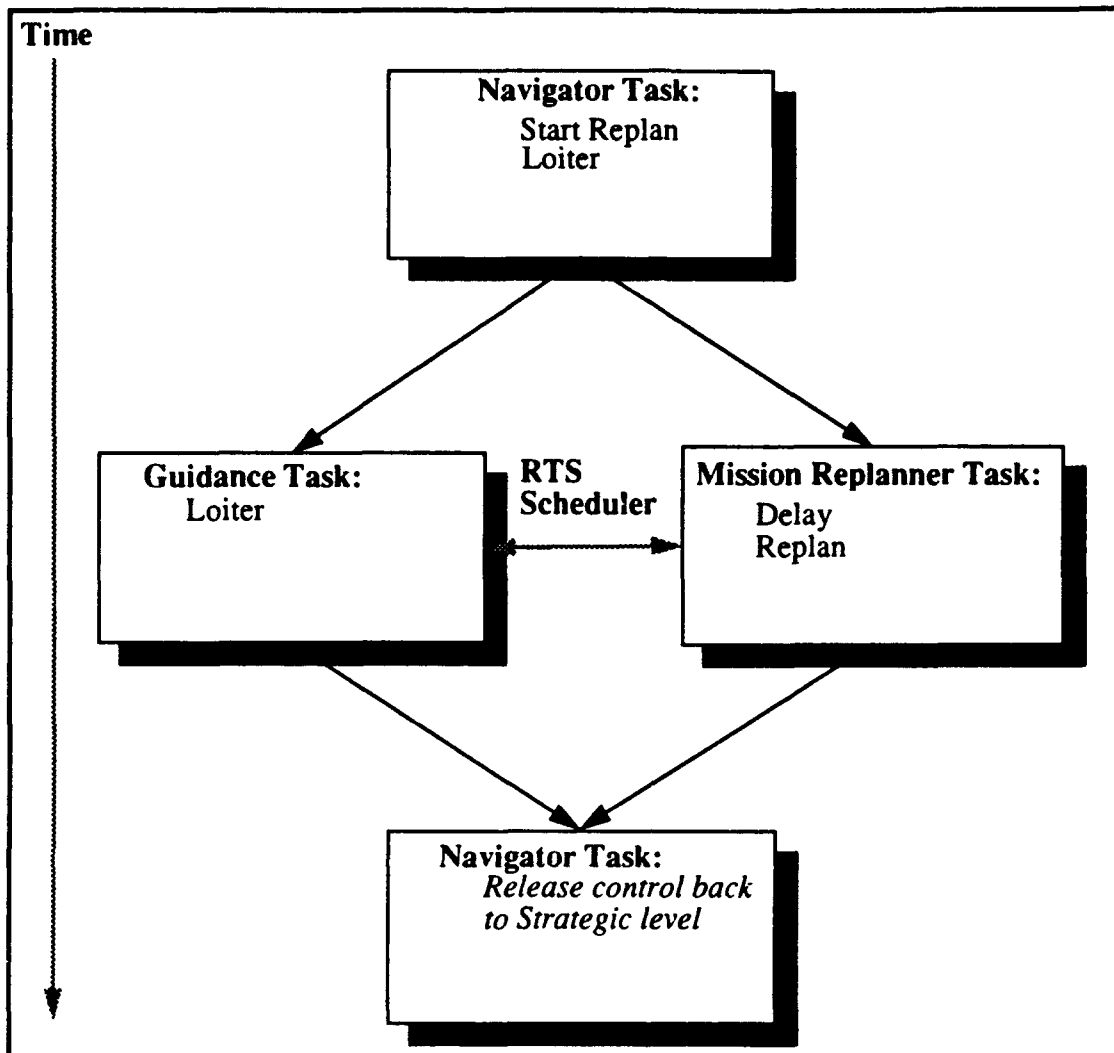 Time
Navigator Task:
Start Replan
Loiter
Guidance Task:
Loiter
RTS
Scheduler
Mission Replanner Task:
Delay
Replan
Navigator Task:
Release control back
to Strategic level